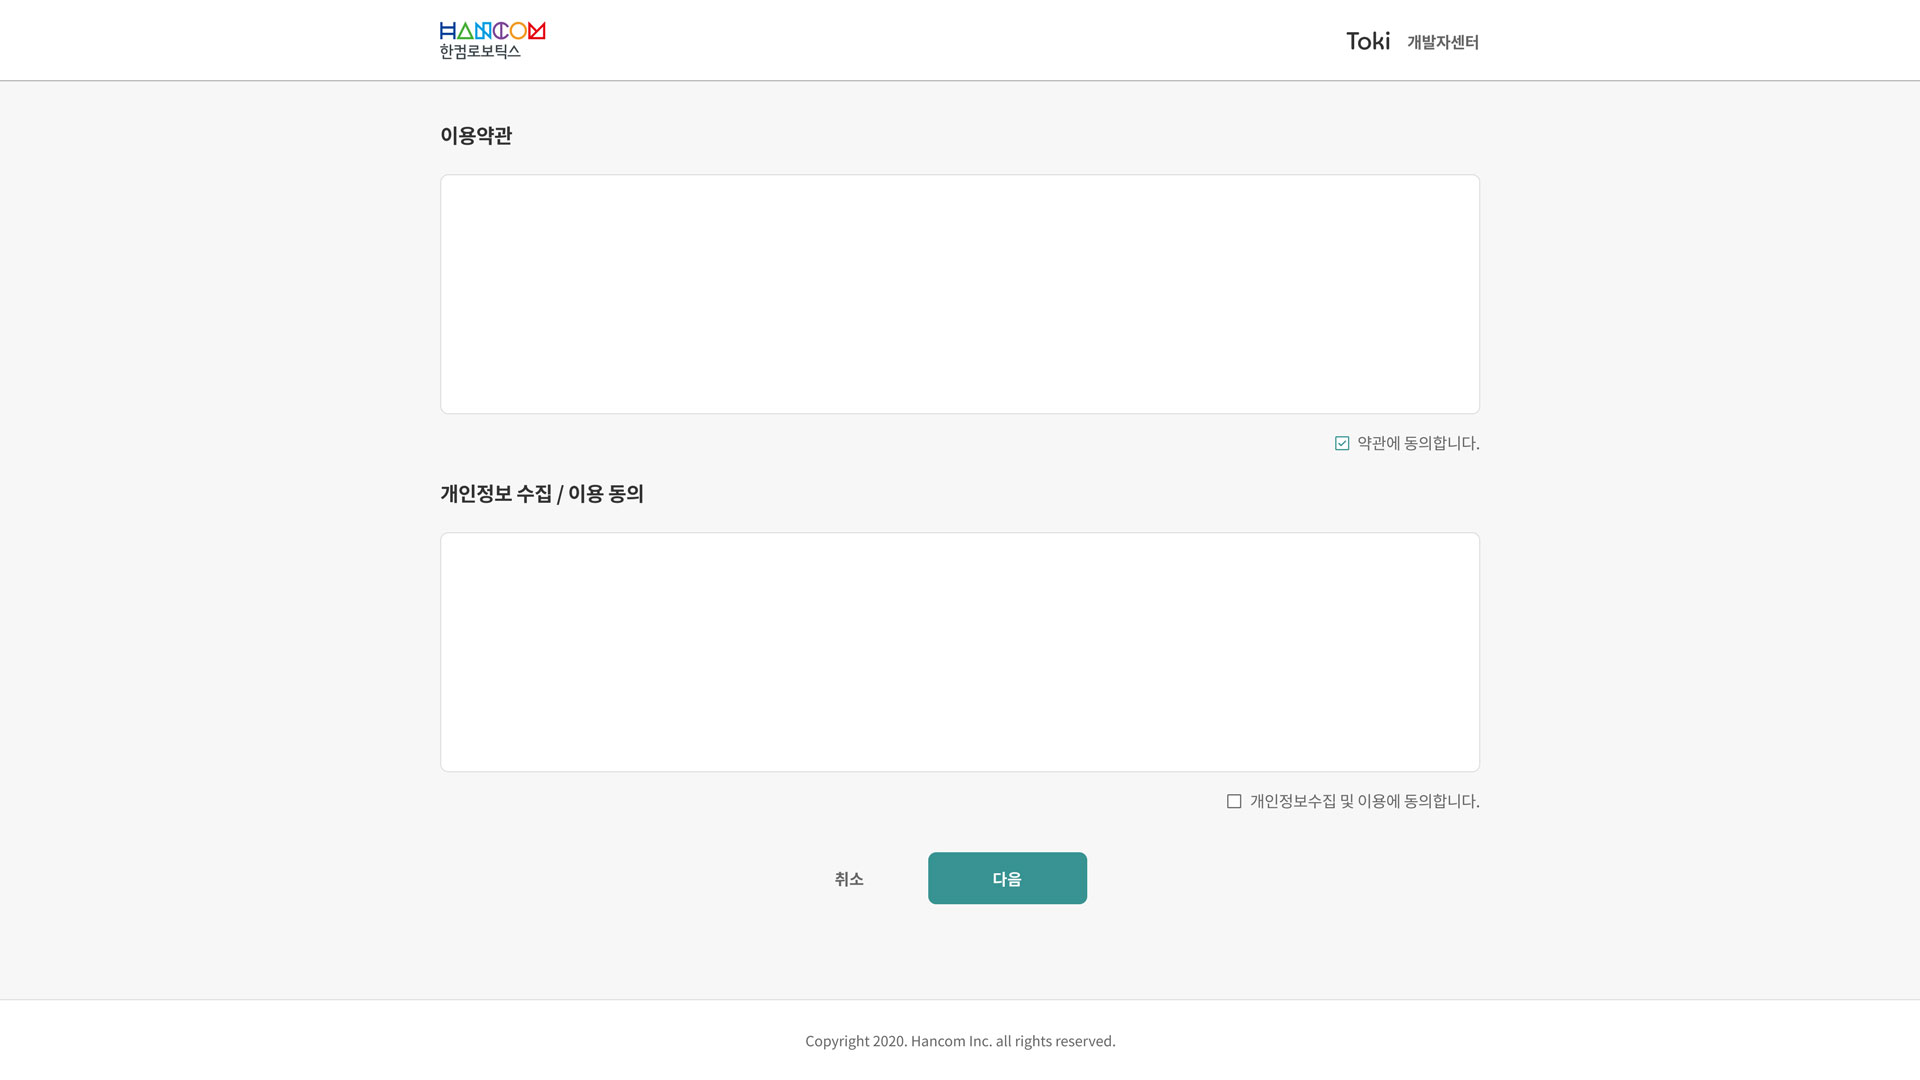 HANCOM
한컴로보틱스
Toki 개발자센터
이용약관
약관에 동의합니다.
개인정보 수집 / 이용 동의
개인정보수집 및 이용에 동의합니다.
취소
다음
Copyright 2020. Hancom Inc. all rights reserved.